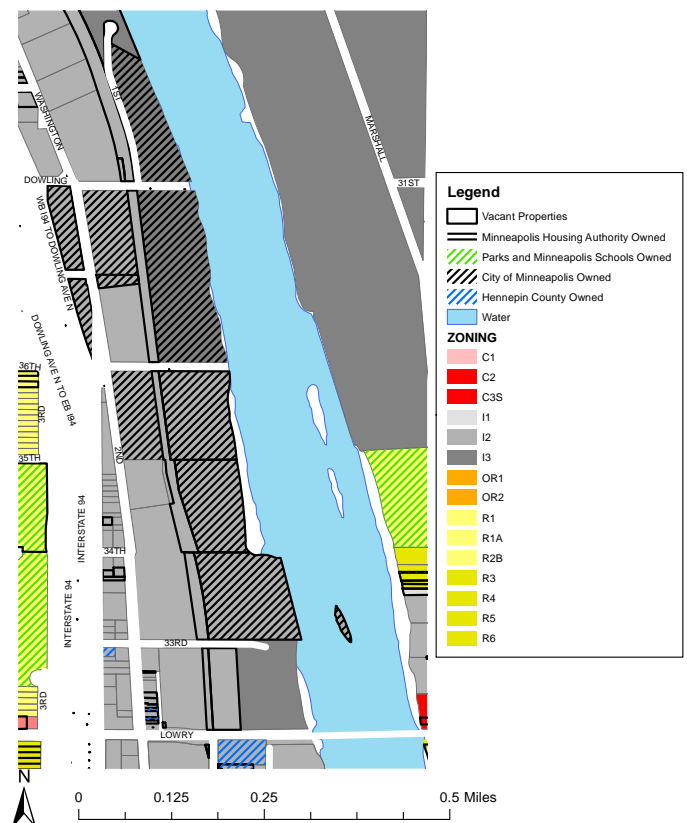 WASHINGTON
1ST
MARSHALL
DOWLING
31ST
WB I94 TO DOWLING AVE N
DOWLING AVE N TO EB I94
36TH
3RD
2ND
35TH
INTERSTATE 94
34TH
INTERSTATE 94
33RD
3RD
LOWRY
N
0 0.125 0.25 0.5 Miles
Legend
Vacant Properties
Minneapolis Housing Authority Owned
Parks and Minneapolis Schools Owned
City of Minneapolis Owned
Hennepin County Owned
Water
ZONING
C1
C2
C3S
I1
I2
I3
OR1
OR2
R1
R1A
R2B
R3
R4
R5
R6